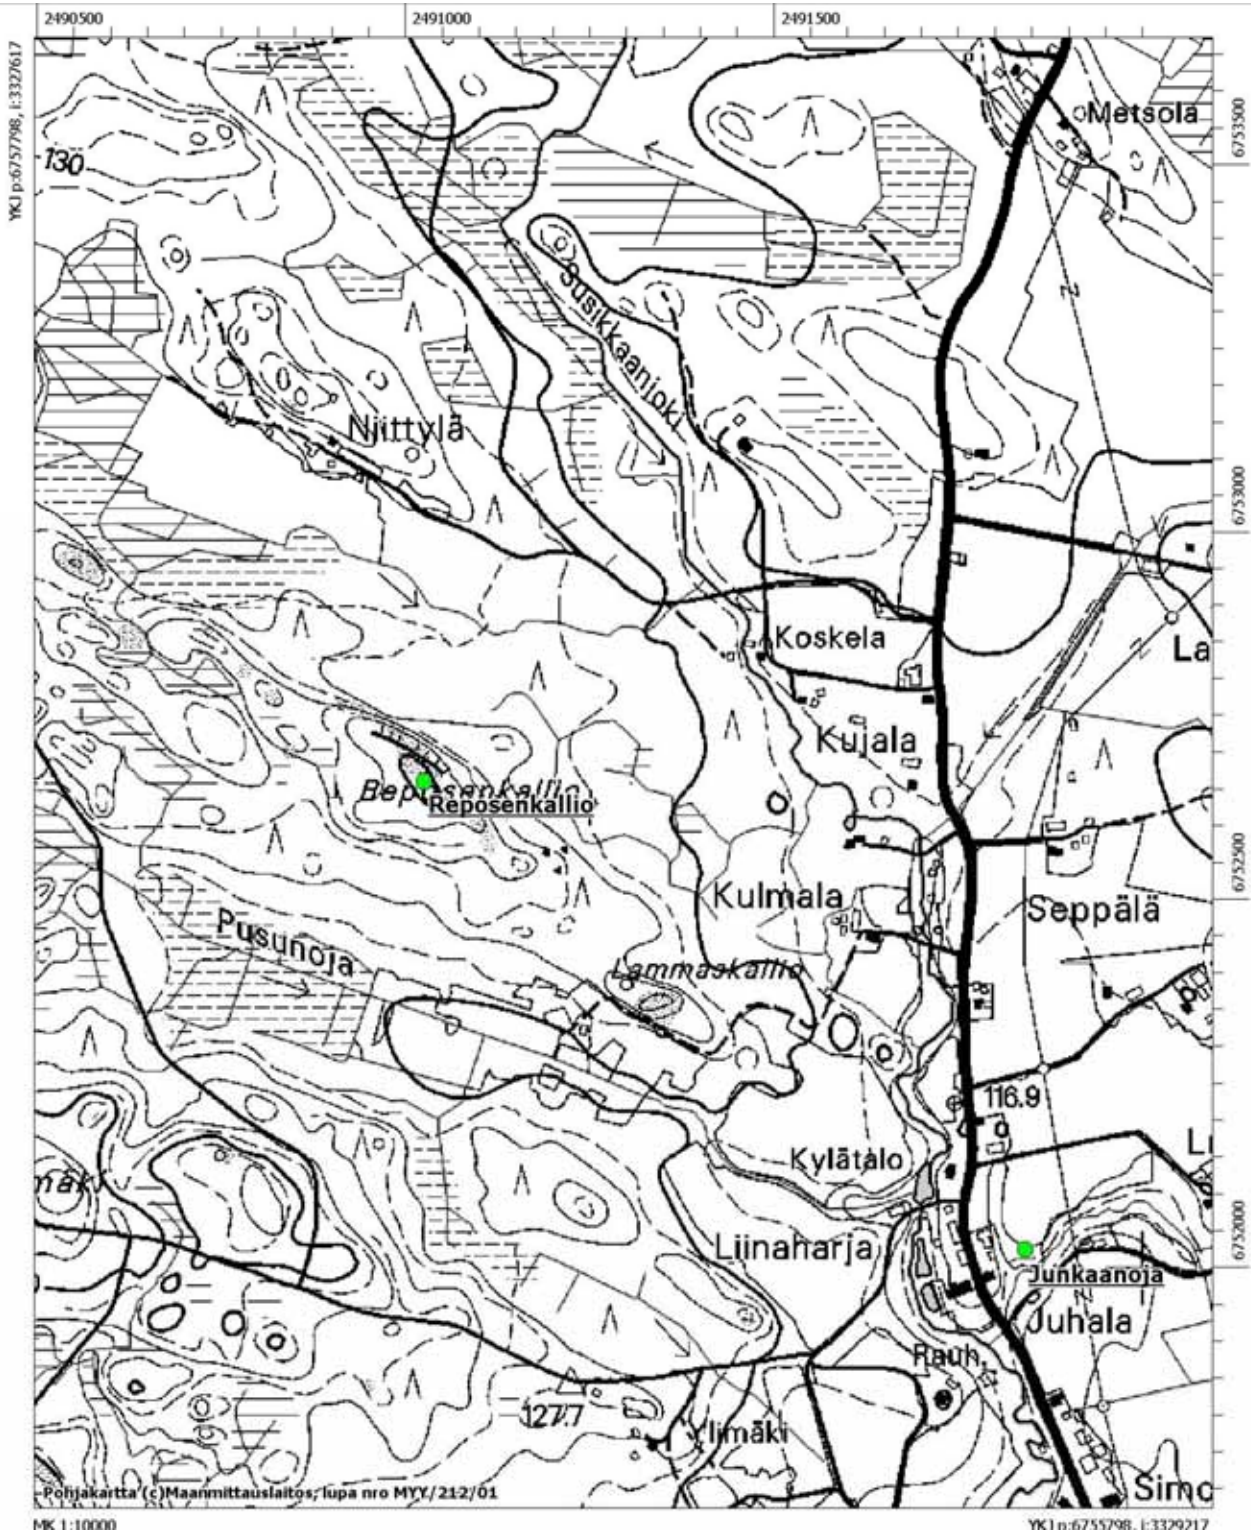 2490500 2491000 2491500
YKJ p:6757798, i:3327617
Metsola
6753500
130
Susikkaanjoki
Niittylä
6753000
Koskela
La
Kujala
Reposenkallio
Reposenkallio
6752500
Kulmala
Seppälä
Pusunoja
Lammaskallio
116.9
Kylätalo
mäki
Liinaharja
6752000
Junkaanoja
Juhala
Rauh.
127.7
Ylimäki
Simo
Pohjakartta (c)Maanmittauslaitos, lupa nro MYY/212/01
MK 1:10000
YKJ p:6755798, i:3329217